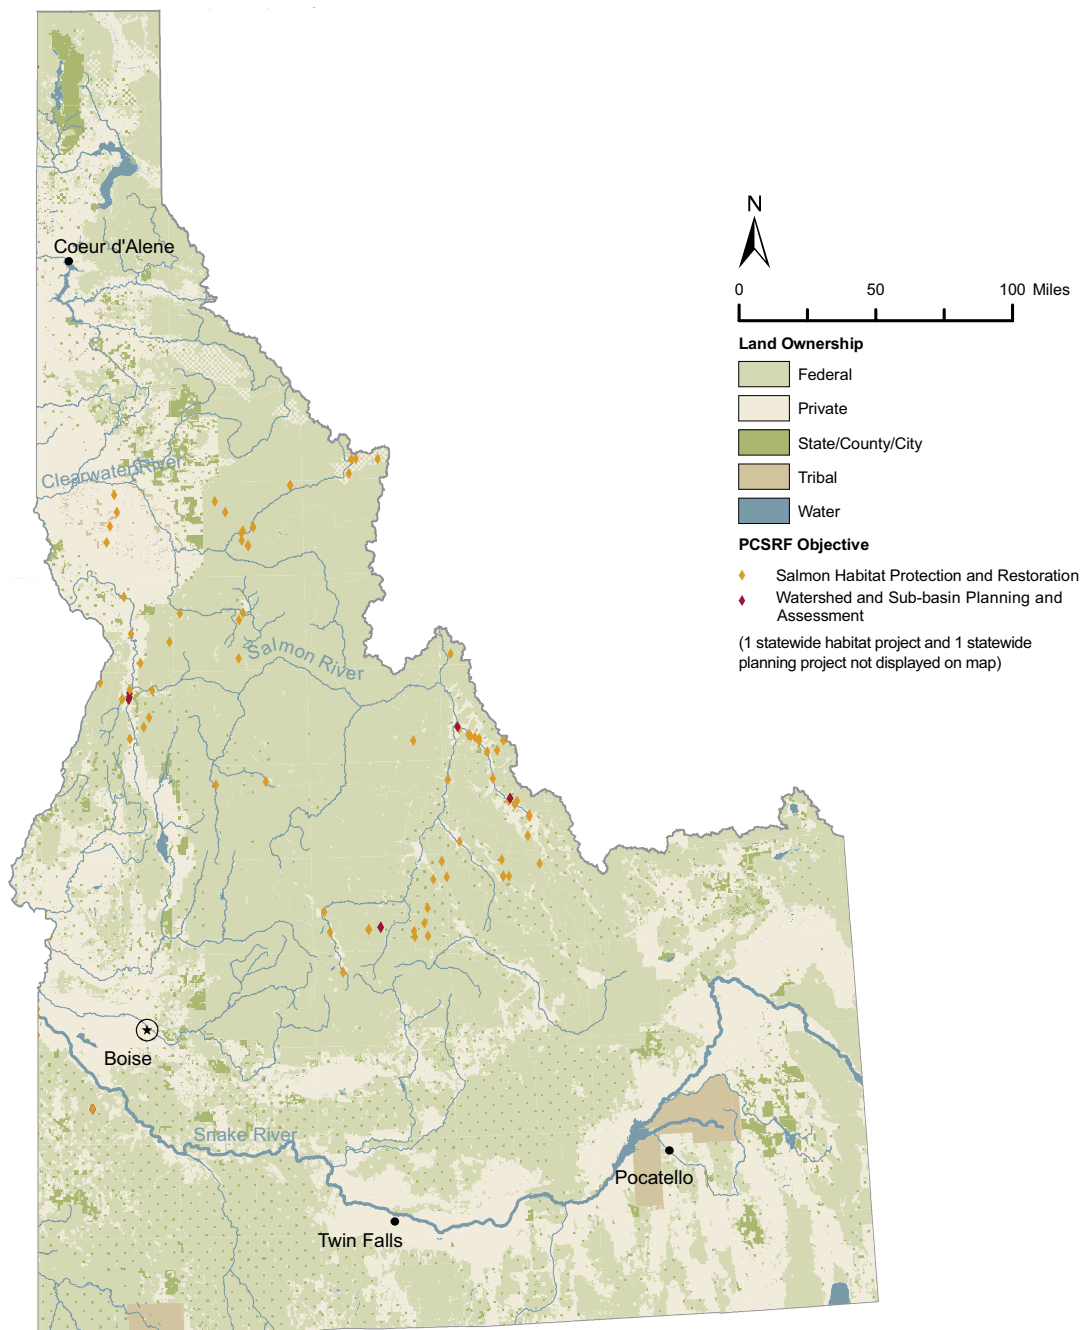 N
0 50 100 Miles
Land Ownership
Federal
Private
State/County/City
Tribal
Water
PCSRF Objective
Salmon Habitat Protection and Restoration
Watershed and Sub-basin Planning and
Assessment
(1 statewide habitat project and 1 statewide
planning project not displayed on map)
Coeur d'Alene
Clearwater River
Salmon River
Boise
Snake River
Pocatello
Twin Falls